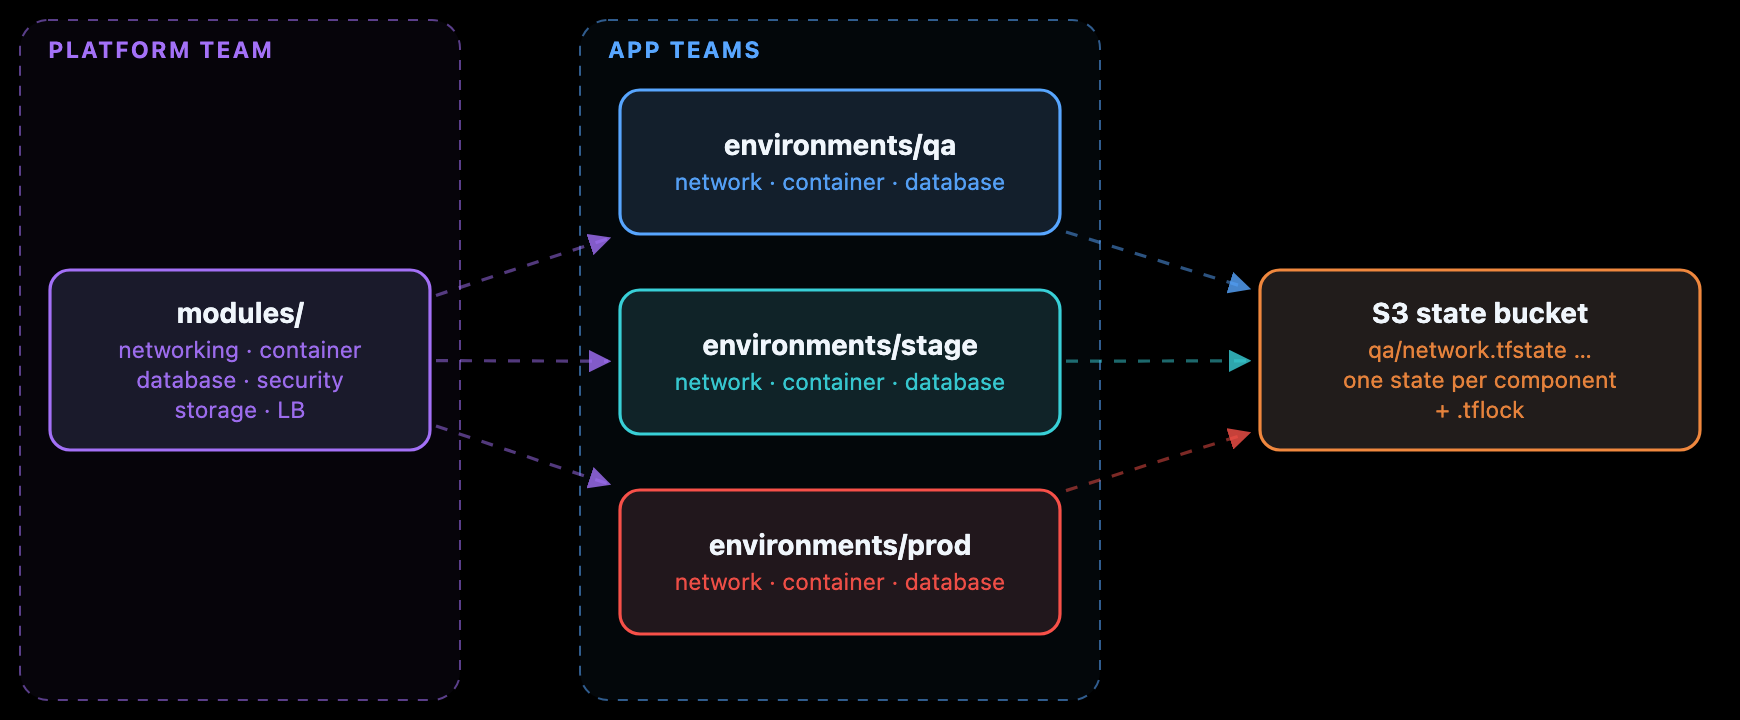 PLATFORM TEAM
modules/
networking · container
database · security
storage · LB
APP TEAMS
environments/qa
network · container · database
environments/stage
network · container · database
environments/prod
network · container · database
S3 state bucket
qa/network.tfstate ...
one state per component
+ .tflock